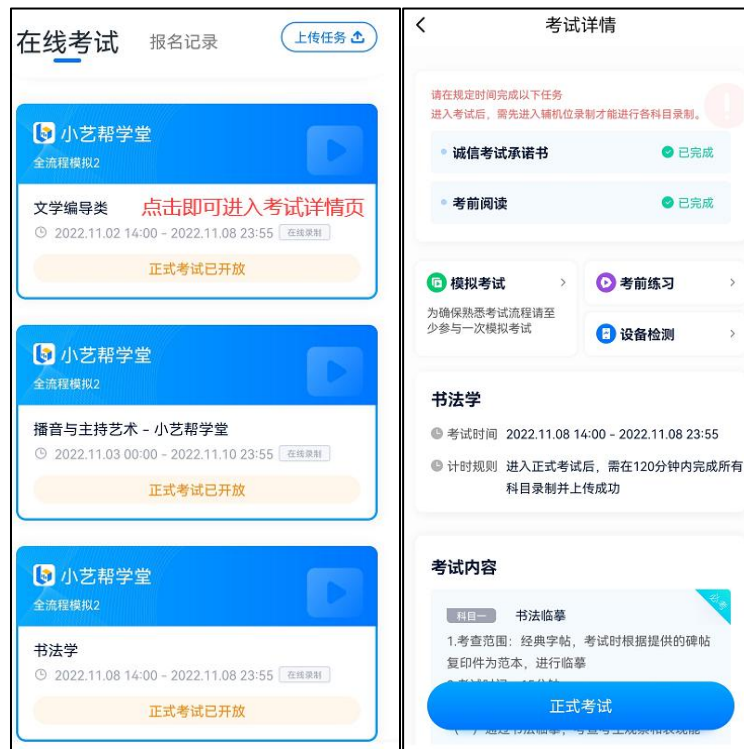 在线考试
报名记录
上传任务
小艺帮学堂
全流程模拟2
文学编导类
点击即可进入考试详情页
2022.11.02 14:00 - 2022.11.08 23:55 在线录制
正式考试已开放
小艺帮学堂
全流程模拟2
播音与主持艺术 - 小艺帮学堂
2022.11.03 00:00 - 2022.11.10 23:55 在线录制
正式考试已开放
小艺帮学堂
全流程模拟2
书法学
2022.11.08 14:00 - 2022.11.08 23:55 在线录制
正式考试已开放
考试详情
请在规定时间完成以下任务
进入考试后，需先进入辅机位录制才能进行各科目录制。
诚信考试承诺书 已完成
考前阅读 已完成
模拟考试
为确保熟悉考试流程请至
少参与一次模拟考试
考前练习
设备检测
书法学
考试时间 2022.11.08 14:00 - 2022.11.08 23:55
计时规则 进入正式考试后，需在120分钟内完成所有
科目录制并上传成功
考试内容
必考
科目一 书法临摹
1.考查范围：经典字帖，考试时根据提供的碑帖
复印件为范本，进行临摹
正式考试